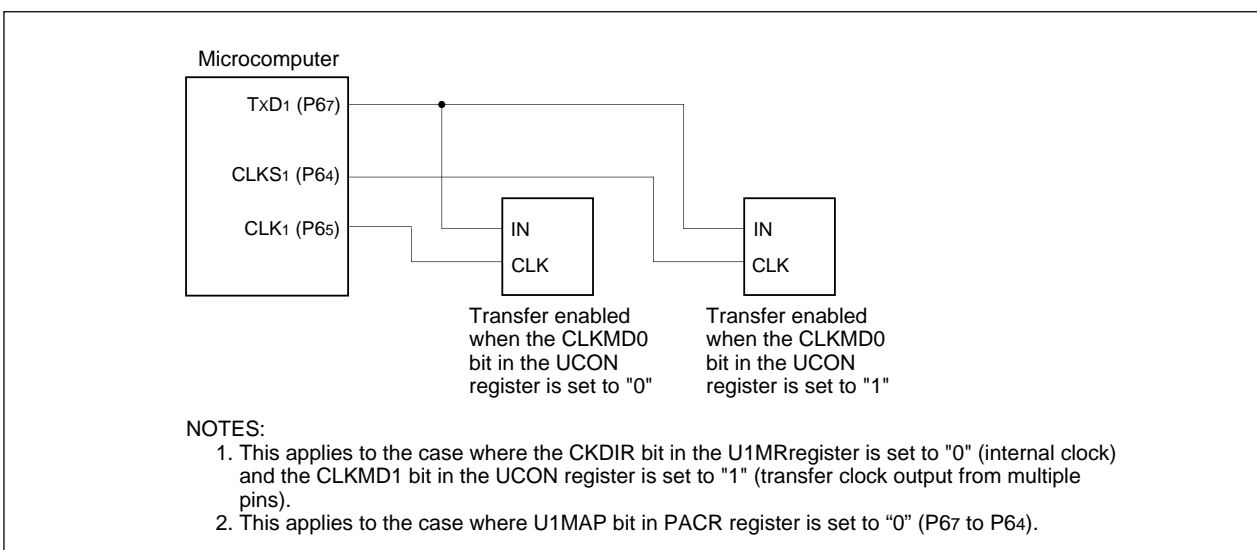 Microcomputer
TXD1 (P67)
CLKS1 (P64)
CLK1 (P65)
IN
CLK
IN
CLK
Transfer enabled
when the CLKMD0
bit in the UCON
register is set to "0"
Transfer enabled
when the CLKMD0
bit in the UCON
register is set to "1"
NOTES:
1. This applies to the case where the CKDIR bit in the U1MRregister is set to "0" (internal clock)
and the CLKMD1 bit in the UCON register is set to "1" (transfer clock output from multiple
pins).
2. This applies to the case where U1MAP bit in PACR register is set to “0” (P67 to P64).